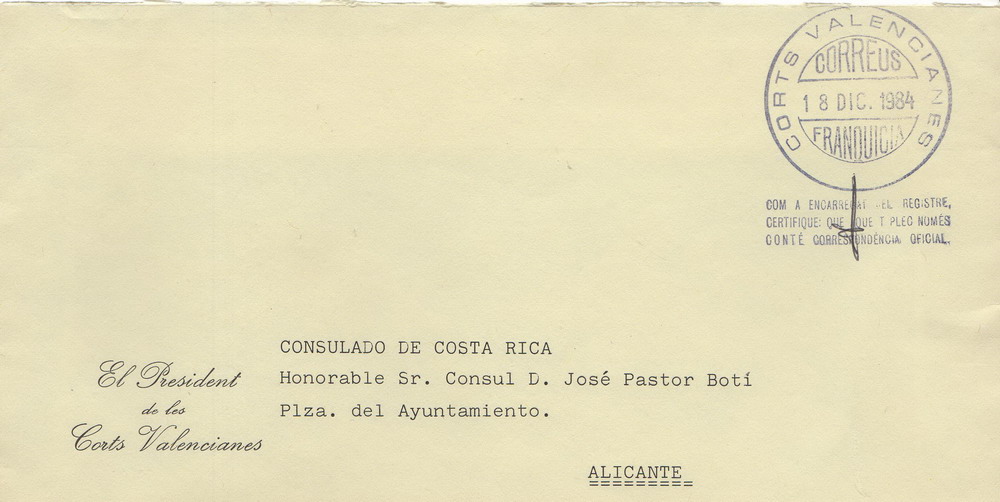 CORTS VALENCIANES
CORREUS
18 DIC. 1984
FRANQUICIA
COM A ENCARREGAT DEL REGISTRE,
CERTIFIQUE: QUE QUE T PLEC NOMÉS
CONTÉ CORRESPONDÈNCIA OFICIAL.
CONSULADO DE COSTA RICA
Honorable Sr. Consul D. José Pastor Botí
Plza. del Ayuntamiento.
ALICANTE
El President
de les
Corts Valencianes